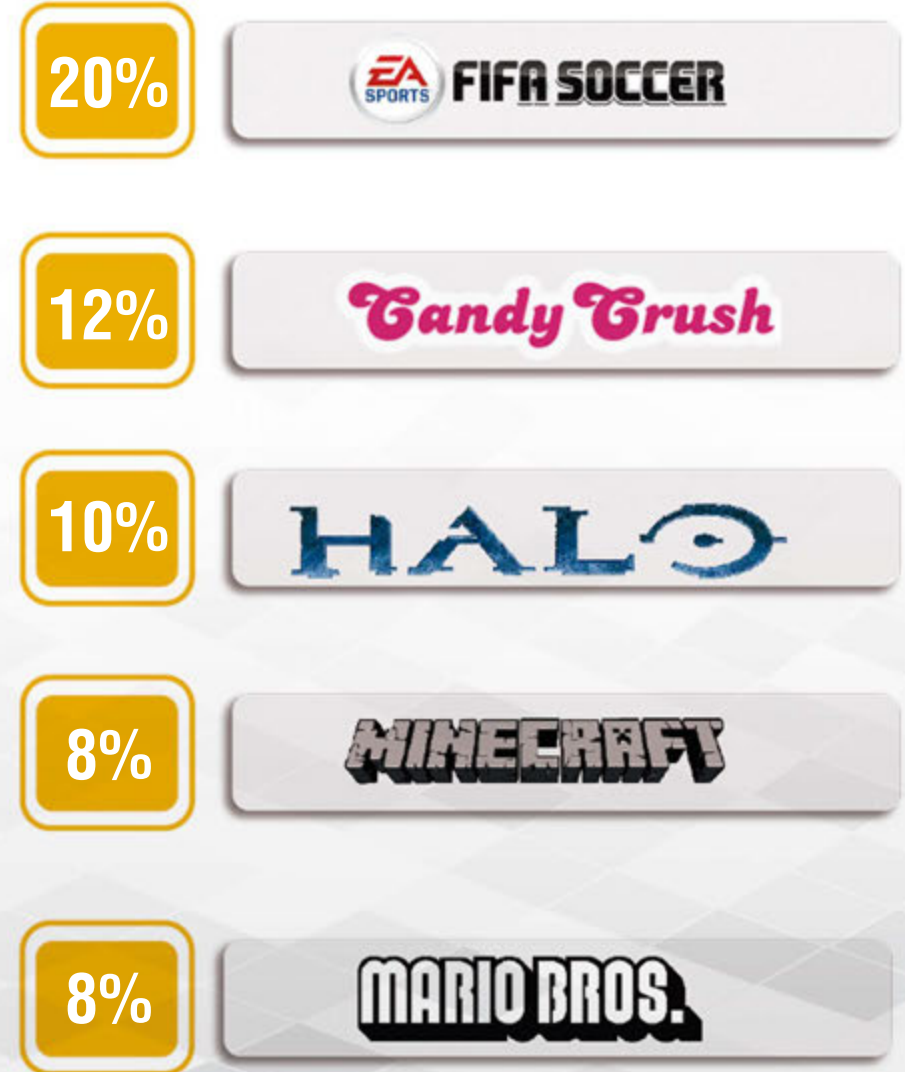 20%
EA SPORTS FIFA SOCCER
12%
Candy Crush
10%
HALO
8%
MINECRAFT
8%
MARIO BROS.